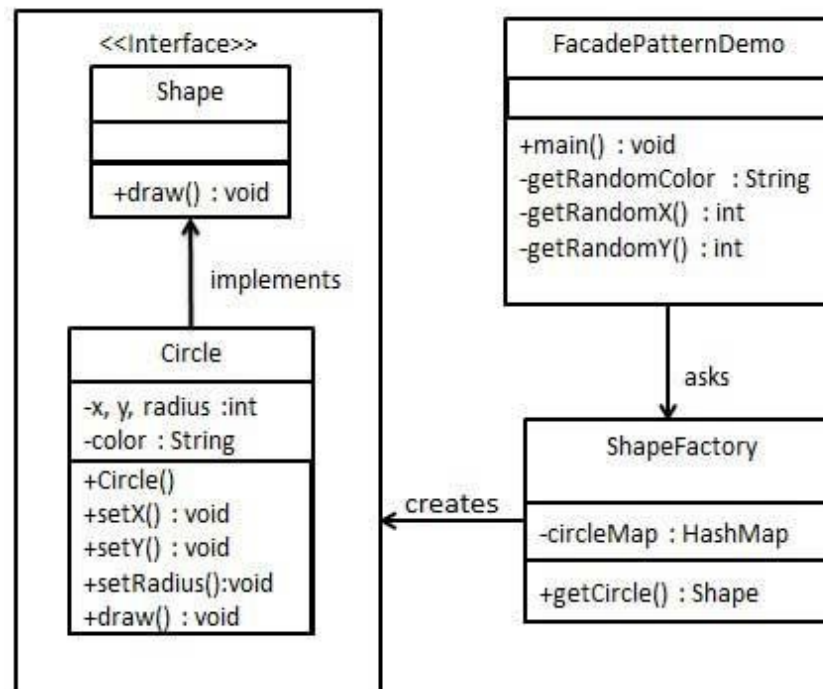 <<Interface>>
Shape
+draw() : void
implements
Circle
-x, y, radius :int
-color : String
+Circle()
+setX() : void
+setY() : void
+setRadius():void
+draw() : void
FacadePatternDemo
+main() : void
-getRandomColor : String
-getRandomX() : int
-getRandomY() : int
asks
ShapeFactory
-circleMap : HashMap
+getCircle() : Shape
creates